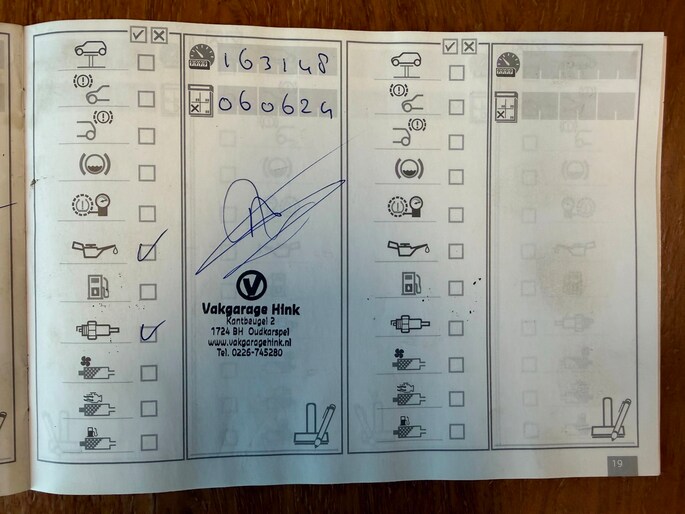 163148
060624
V
Vakgarage Hink
Kantbeugel 2
1724 BH Oudkarspel
www.vakgaragehink.nl
Tel. 0226-745280
19